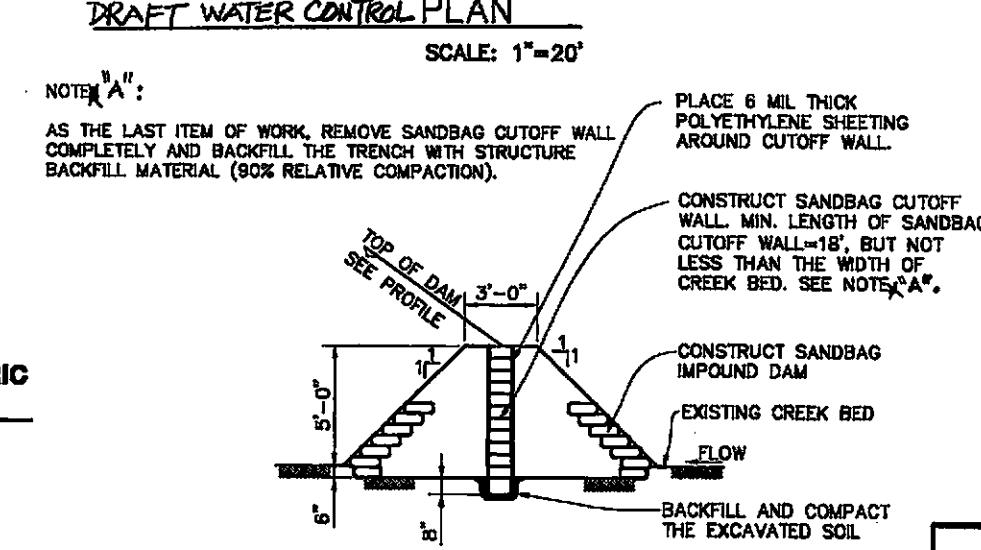 DRAFT WATER CONTROL PLAN
SCALE: 1"=20'
NOTE "A":
AS THE LAST ITEM OF WORK, REMOVE SANDBAG CUTOFF WALL
COMPLETELY AND BACKFILL THE TRENCH WITH STRUCTURE
BACKFILL MATERIAL (90% RELATIVE COMPACTION).
PLACE 6 MIL THICK
POLYETHYLENE SHEETING
AROUND CUTOFF WALL.
CONSTRUCT SANDBAG CUTOFF
WALL. MIN. LENGTH OF SANDBAG
CUTOFF WALL=18', BUT NOT
LESS THAN THE WIDTH OF
CREEK BED. SEE NOTE "A".
TOP OF DAM
SEE PROFILE
3'-0"
1
1
1
1
CONSTRUCT SANDBAG
IMPOUND DAM
RIC
5'-0"
EXISTING CREEK BED
FLOW
6"
8"
BACKFILL AND COMPACT
THE EXCAVATED SOIL